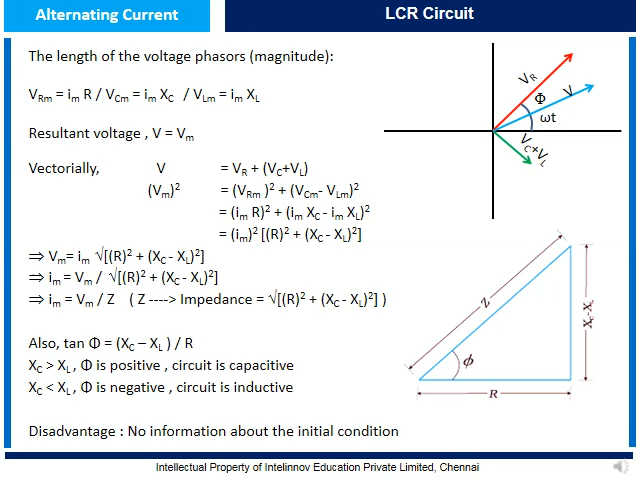 Alternating Current
LCR Circuit
The length of the voltage phasors (magnitude):
V_Rm = i_m R / V_Cm = i_m X_C / V_Lm = i_m X_L
Resultant voltage , V = V_m
Vectorially, V = V_R + (V_C+V_L)
(V_m)² = (V_Rm )² + (V_Cm- V_Lm)²
= (i_m R)² + (i_m X_C - i_m X_L)²
= (i_m)² [(R)² + (X_C - X_L)²]
⇒ V_m= i_m √[(R)² + (X_C - X_L)²]
⇒ i_m = V_m / √[(R)² + (X_C - X_L)²]
⇒ i_m = V_m / Z ( Z ----> Impedance = √[(R)² + (X_C - X_L)²] )
Also, tan Φ = (X_C – X_L ) / R
X_C > X_L , Φ is positive , circuit is capacitive
X_C < X_L , Φ is negative , circuit is inductive
Disadvantage : No information about the initial condition
V_R
Φ
V
ωt
V_C+V_L
Z
X_C-X_L
ϕ
R
Intellectual Property of Intelinnov Education Private Limited, Chennai